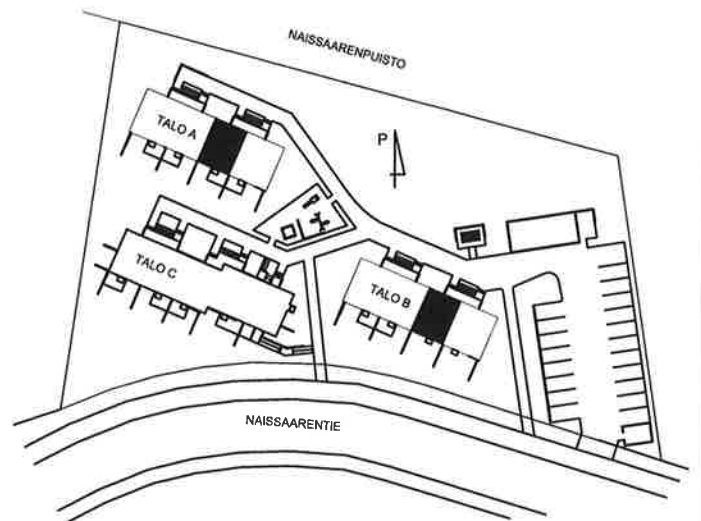 NAISSAARENPUISTO
TALO A
P
TALO C
TALO B
NAISSAARENTIE